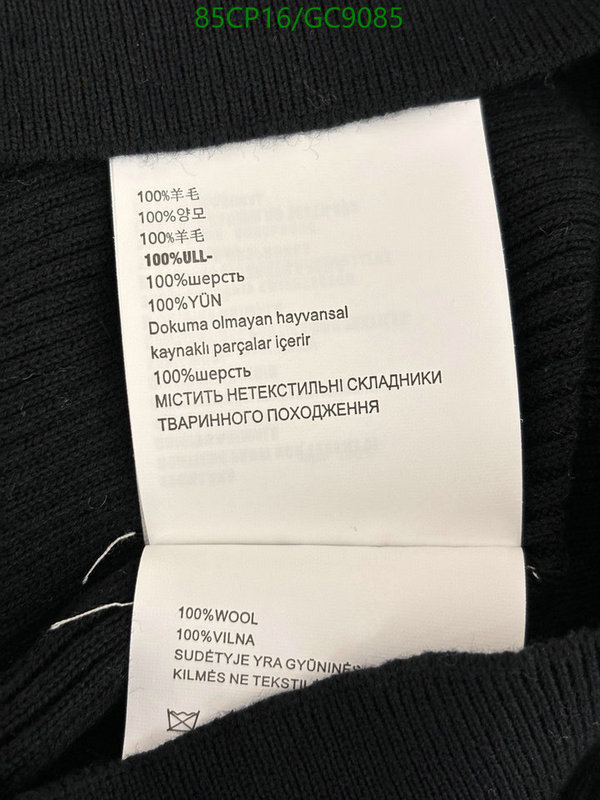 85CP16/GC9085
100%羊毛
100%양모
100%羊毛
100%ULL-
100%шерсть
100%YÜN
Dokuma olmayan hayvansal
kaynaklı parçalar içerir
100%шерсть
МІСТИТЬ НЕТЕКСТИЛЬНІ СКЛАДНИКИ
ТВАРИННОГО ПОХОДЖЕННЯ
100%WOOL
100%VILNA
SUDĖTYJE YRA
KILMĖS NE